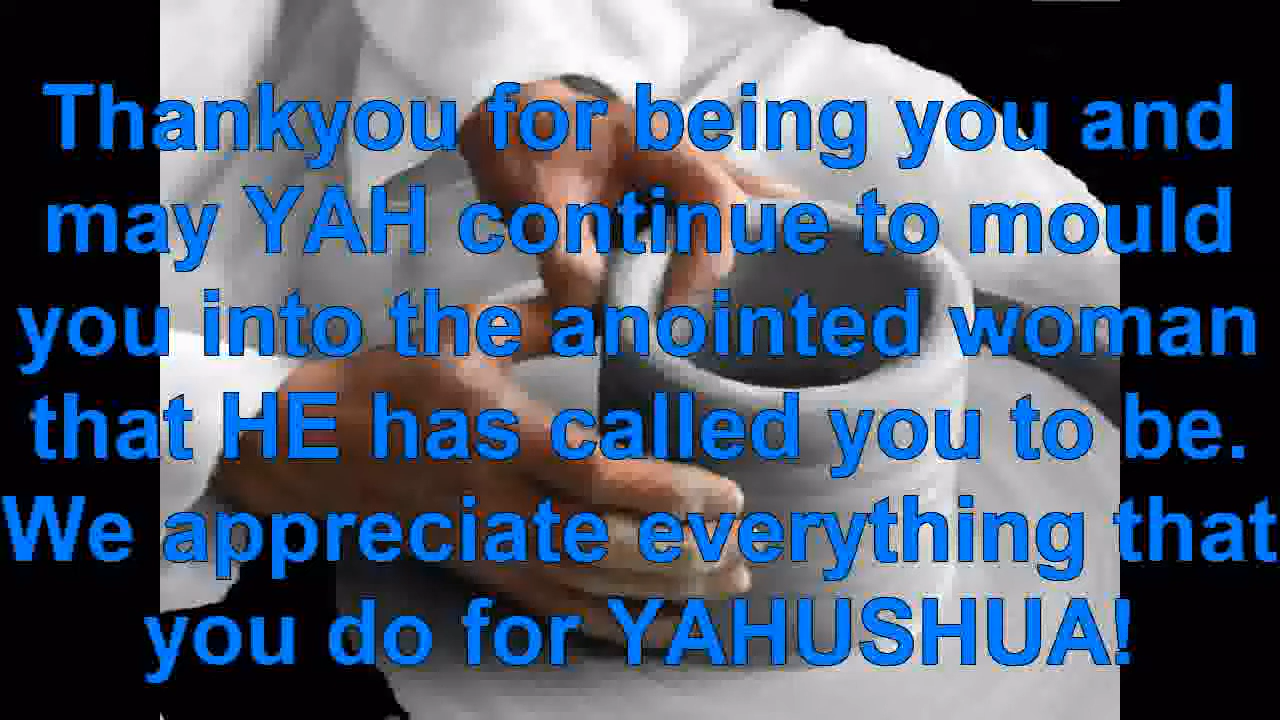 Thankyou for being you and
may YAH continue to mould
you into the anointed woman
that HE has called you to be.
We appreciate everything that
you do for YAHUSHUA!